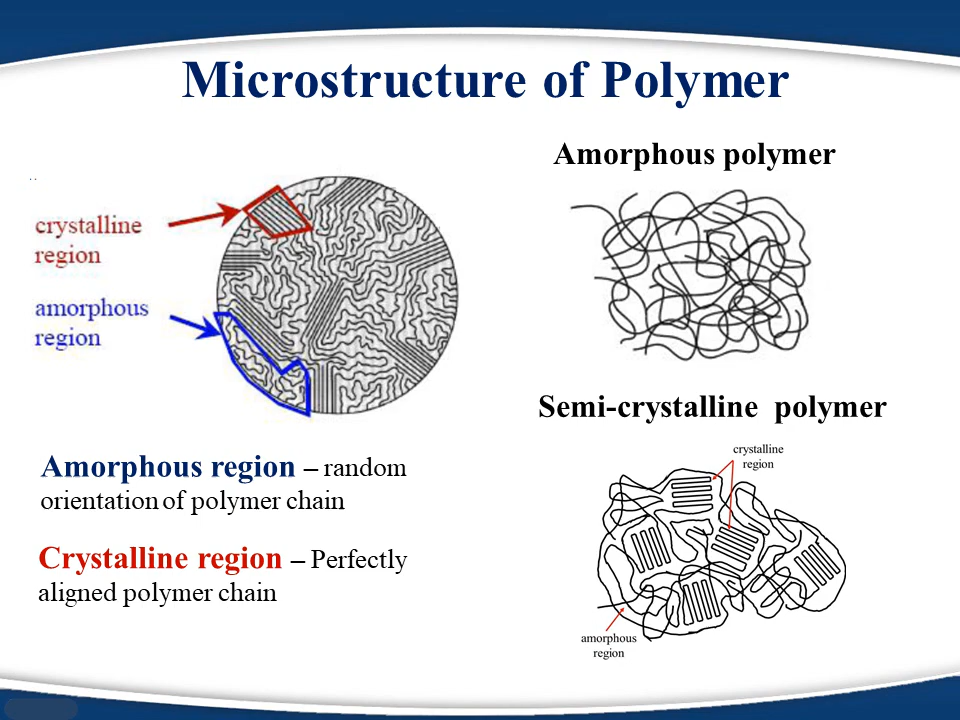 Microstructure of Polymer
..
crystalline
region
amorphous
region
Amorphous region – random
orientation of polymer chain
Crystalline region – Perfectly
aligned polymer chain
Amorphous polymer
Semi-crystalline polymer
crystalline
region
amorphous
region